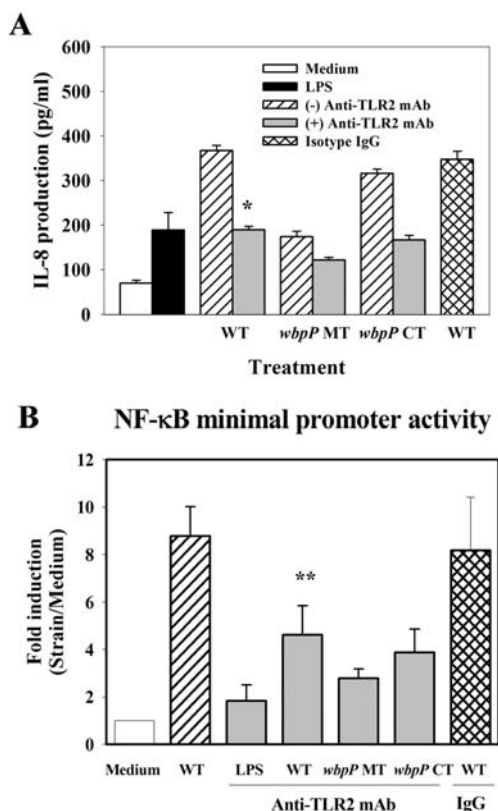 A
600
500
400
300
200
100
0
IL-8 production (pg/ml)
Medium
LPS
(-) Anti-TLR2 mAb
(+) Anti-TLR2 mAb
Isotype IgG
*
WT wbpP MT wbpP CT WT
Treatment
B NF-κB minimal promoter activity
12
10
8
6
4
2
0
Fold induction
(Strain/Medium)
**
Medium WT LPS WT wbpP MT wbpP CT WT
Anti-TLR2 mAb IgG